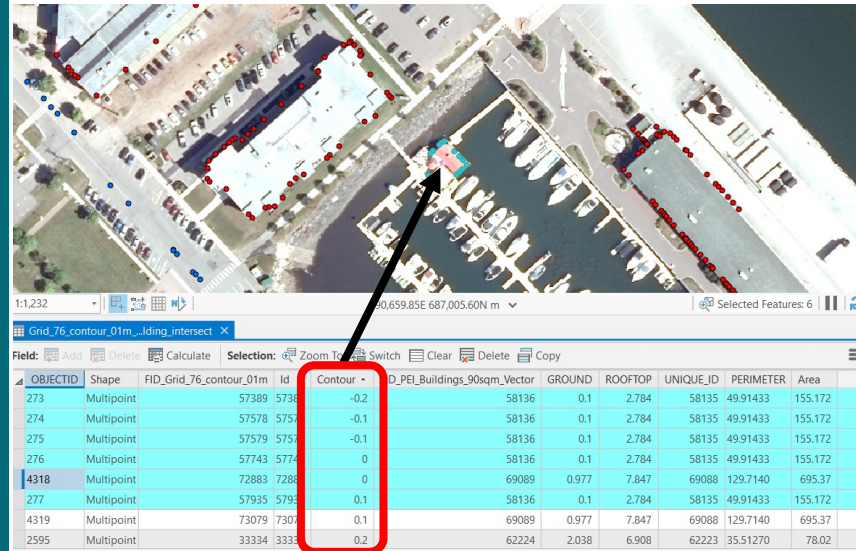 1:1,232 90,659.85E 687,005.60N m Selected Features: 6
Grid_76_contour_01m_...lding_intersect ×
Field: Add Delete Calculate Selection: Zoom To Switch Clear Delete Copy
OBJECTID Shape FID_Grid_76_contour_01m Id Contour D_PEI_Buildings_90sqm_Vector GROUND ROOFTOP UNIQUE_ID PERIMETER Area
273 Multipoint 57389 5738 -0.2 58136 0.1 2.784 58135 49.91433 155.172
274 Multipoint 57578 5757 -0.1 58136 0.1 2.784 58135 49.91433 155.172
275 Multipoint 57579 5757 -0.1 58136 0.1 2.784 58135 49.91433 155.172
276 Multipoint 57743 5774 0 58136 0.1 2.784 58135 49.91433 155.172
4318 Multipoint 72883 7288 0 69089 0.977 7.847 69088 129.7140 695.37
277 Multipoint 57935 5793 0.1 58136 0.1 2.784 58135 49.91433 155.172
4319 Multipoint 73079 7307 0.1 69089 0.977 7.847 69088 129.7140 695.37
2595 Multipoint 33334 3333 0.2 62224 2.038 6.908 62223 35.51270 78.02